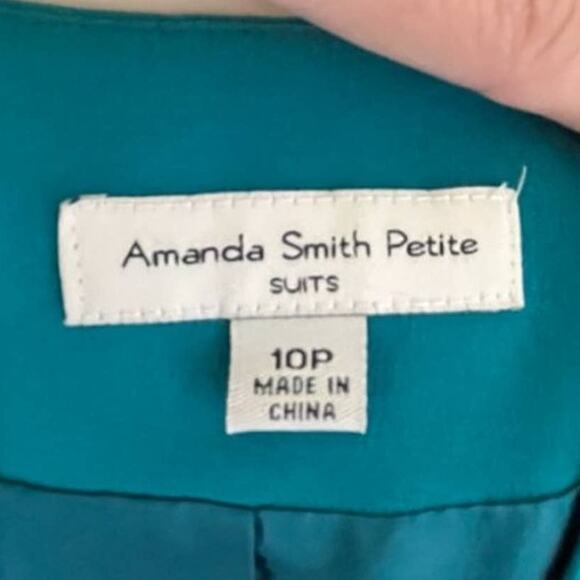 Amanda Smith Petite
SUITS
10P
MADE IN
CHINA